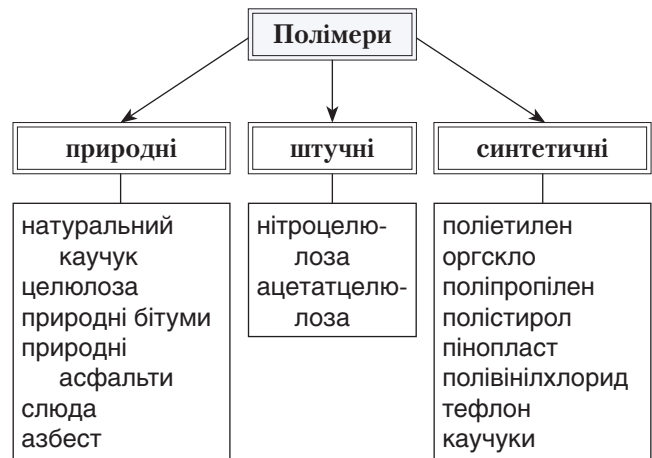 Полімери
природні
натуральний
каучук
целюлоза
природні бітуми
природні
асфальти
слюда
азбест
штучні
нітроцелю-
лоза
ацетатцелю-
лоза
синтетичні
поліетилен
оргскло
поліпропілен
полістирол
пінопласт
полівінілхлорид
тефлон
каучуки